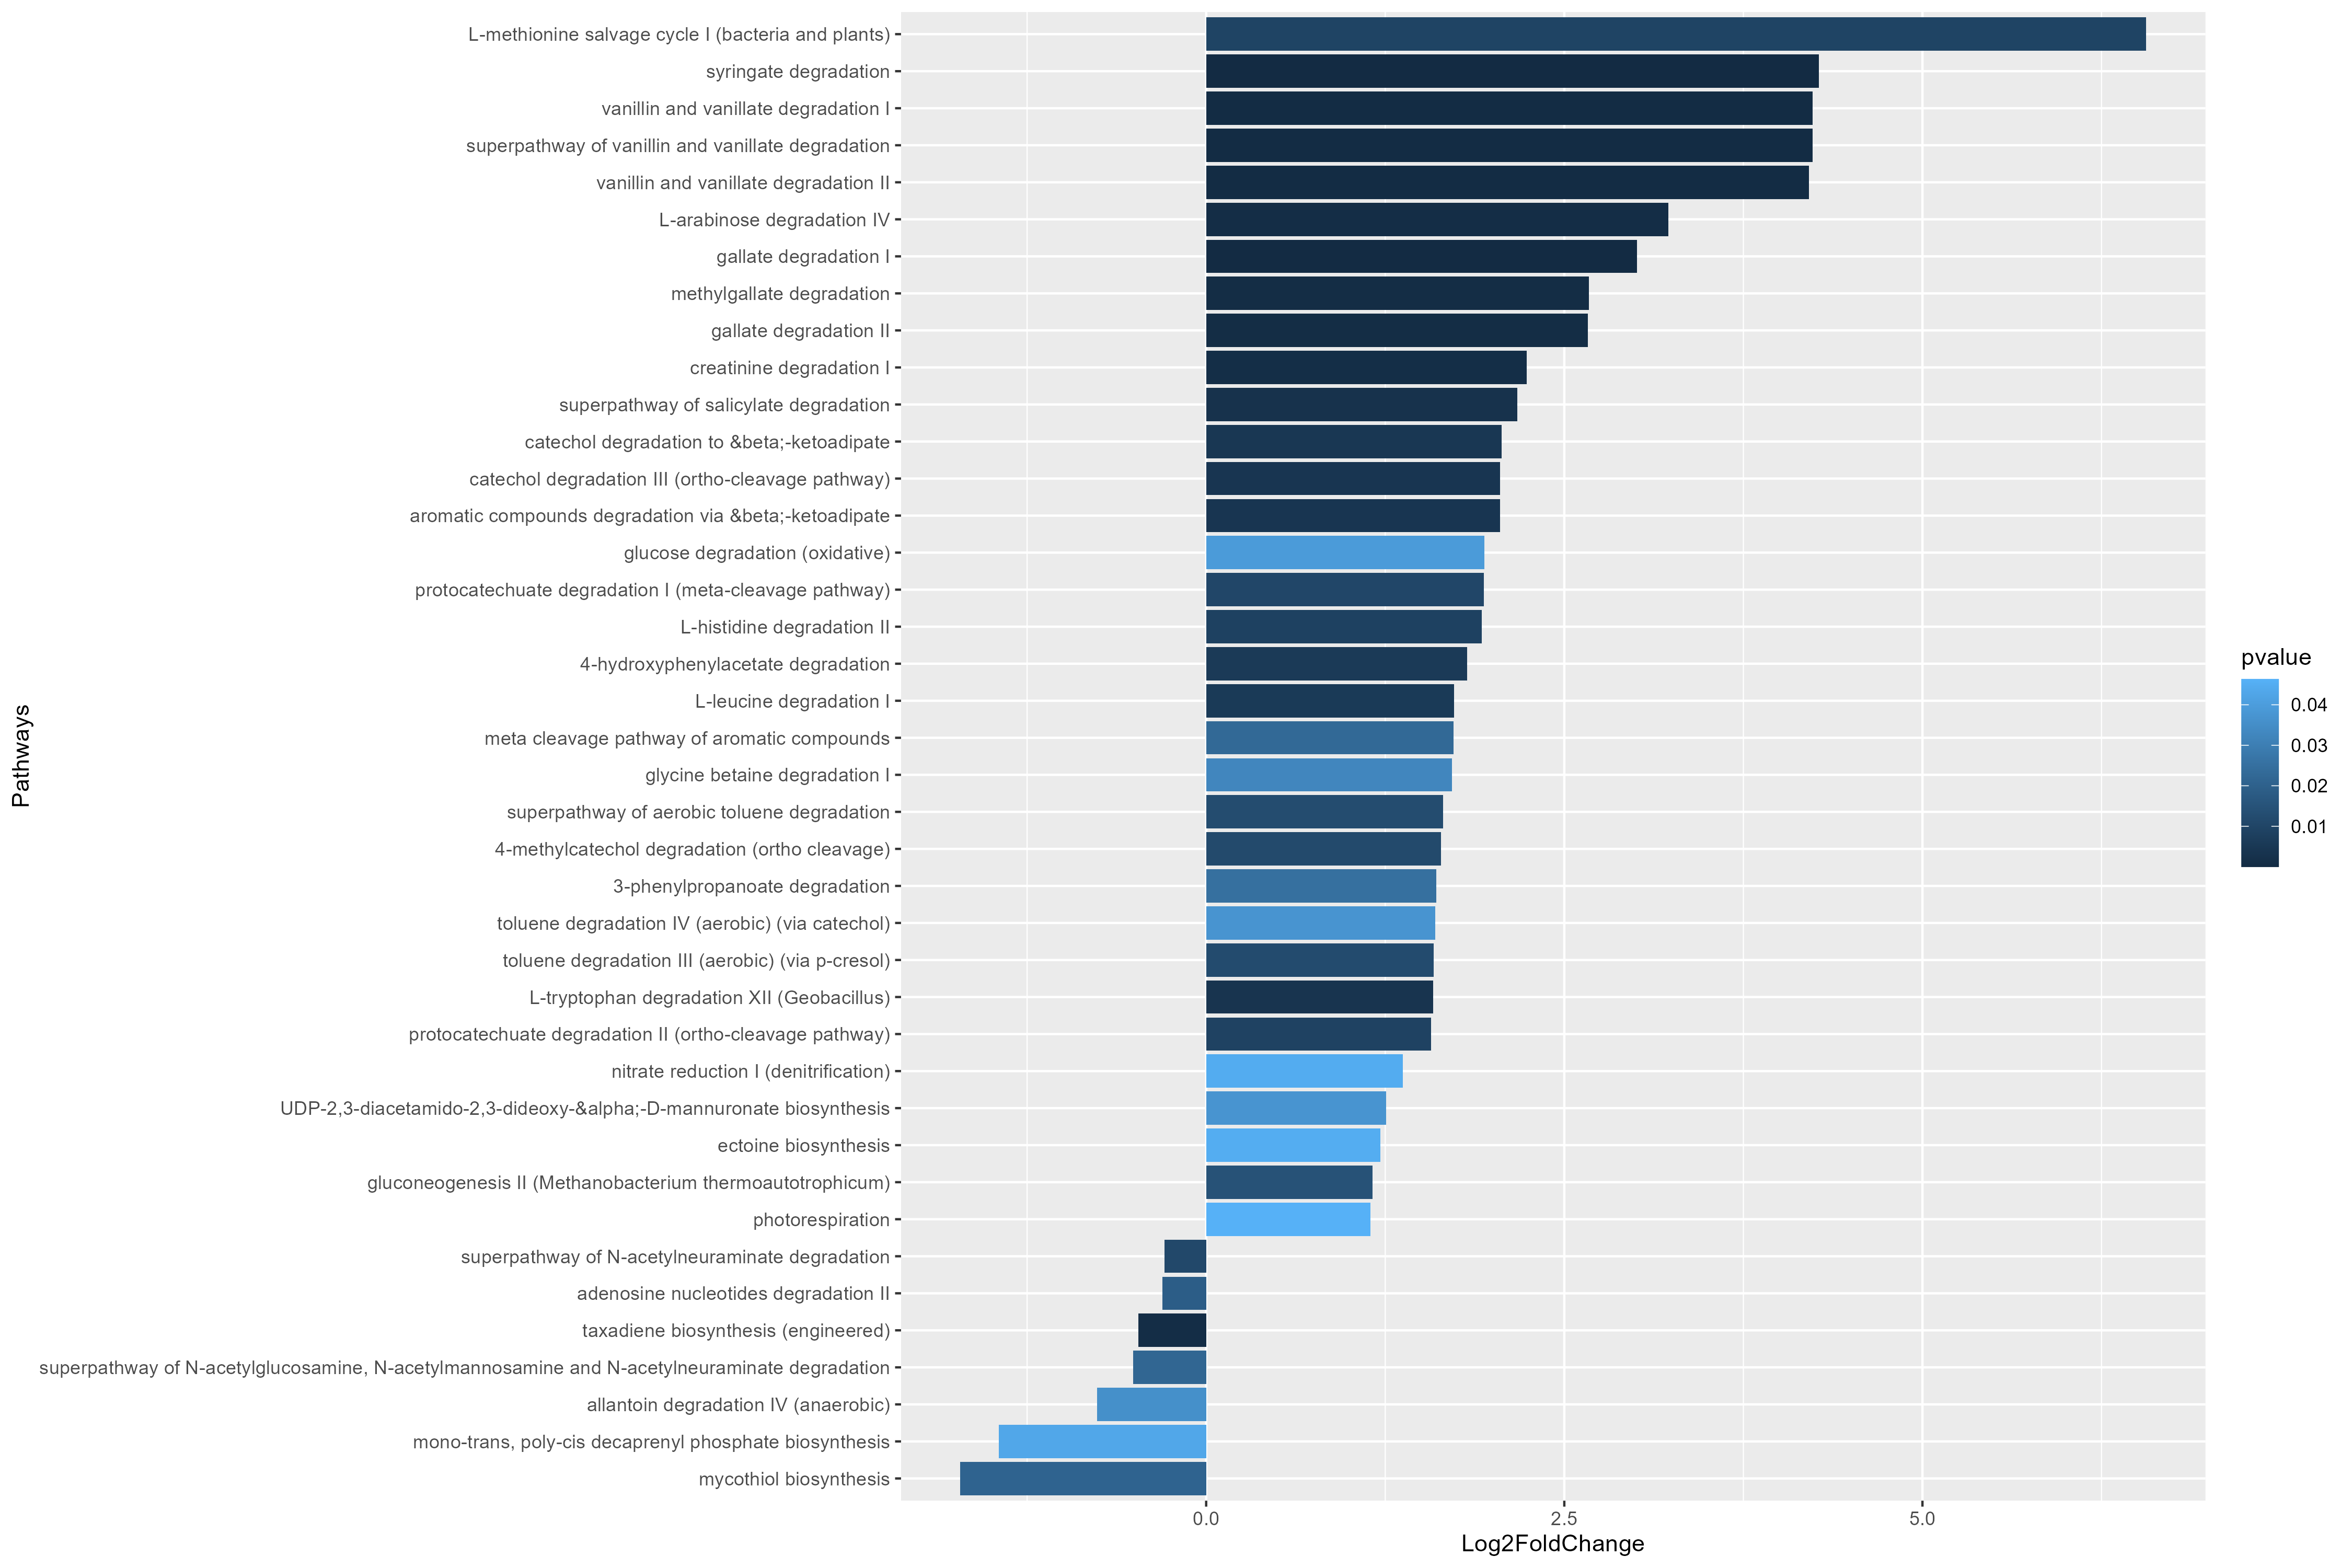 L-methionine salvage cycle I (bacteria and plants)
syringate degradation
vanillin and vanillate degradation I
superpathway of vanillin and vanillate degradation
vanillin and vanillate degradation II
L-arabinose degradation IV
gallate degradation I
methylgallate degradation
gallate degradation II
creatinine degradation I
superpathway of salicylate degradation
catechol degradation to &beta;-ketoadipate
catechol degradation III (ortho-cleavage pathway)
aromatic compounds degradation via &beta;-ketoadipate
glucose degradation (oxidative)
protocatechuate degradation I (meta-cleavage pathway)
L-histidine degradation II
4-hydroxyphenylacetate degradation
L-leucine degradation I
meta cleavage pathway of aromatic compounds
glycine betaine degradation I
superpathway of aerobic toluene degradation
4-methylcatechol degradation (ortho cleavage)
3-phenylpropanoate degradation
toluene degradation IV (aerobic) (via catechol)
toluene degradation III (aerobic) (via p-cresol)
L-tryptophan degradation XII (Geobacillus)
protocatechuate degradation II (ortho-cleavage pathway)
nitrate reduction I (denitrification)
UDP-2,3-diacetamido-2,3-dideoxy-&alpha;-D-mannuronate biosynthesis
ectoine biosynthesis
gluconeogenesis II (Methanobacterium thermoautotrophicum)
photorespiration
superpathway of N-acetylneuraminate degradation
adenosine nucleotides degradation II
taxadiene biosynthesis (engineered)
superpathway of N-acetylglucosamine, N-acetylmannosamine and N-acetylneuraminate degradation
allantoin degradation IV (anaerobic)
mono-trans, poly-cis decaprenyl phosphate biosynthesis
mycothiol biosynthesis
Pathways
0.0 2.5 5.0
Log2FoldChange
pvalue
0.04
0.03
0.02
0.01